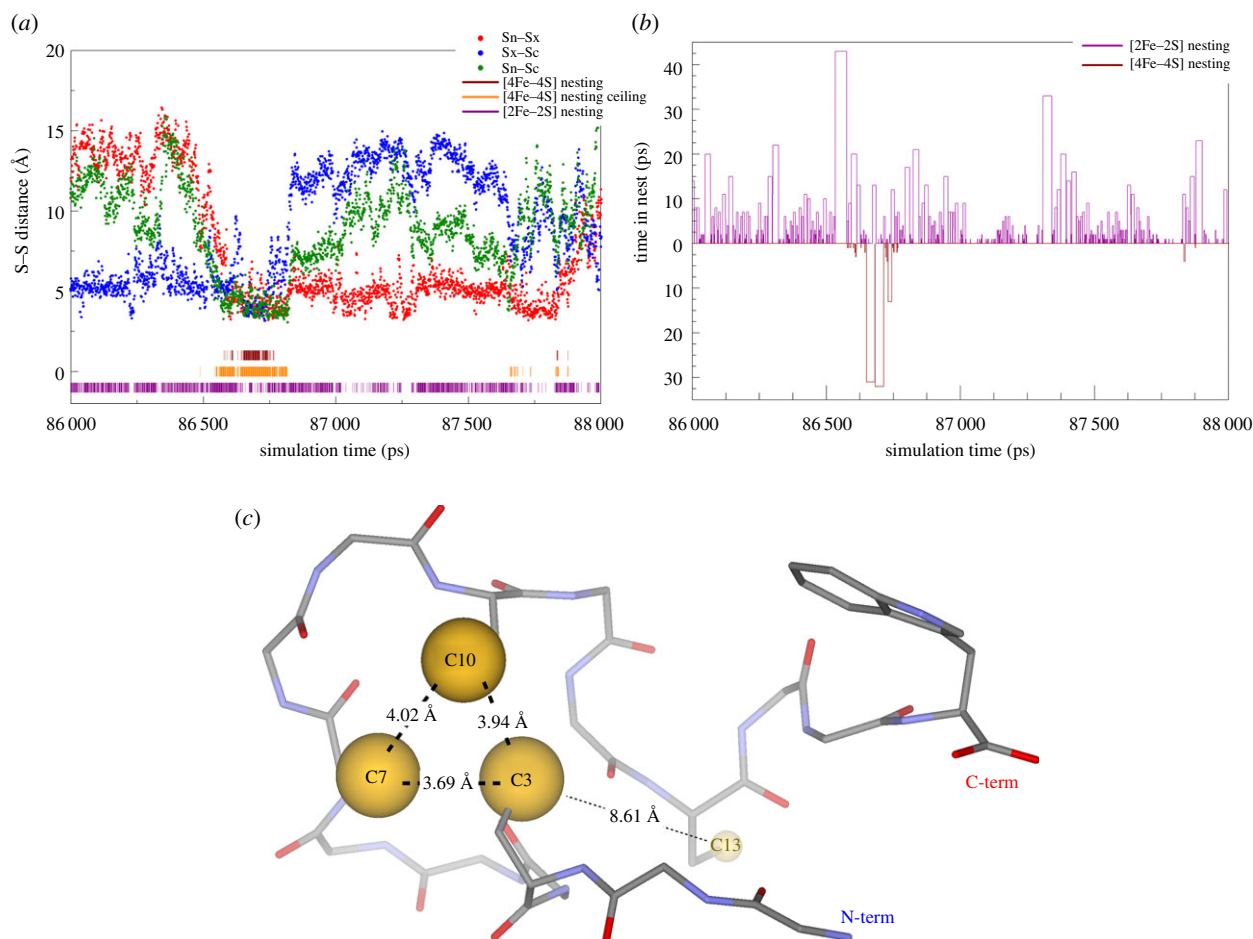 (a)
Sn–Sx
Sx–Sc
Sn–Sc
[4Fe–4S] nesting
[4Fe–4S] nesting ceiling
[2Fe–2S] nesting
20
15
10
5
0
S–S distance (Å)
86 000
86 500
87 000
87 500
88 000
simulation time (ps)
(b)
[2Fe–2S] nesting
[4Fe–4S] nesting
40
30
20
10
0
10
20
30
time in nest (ps)
86 000
86 500
87 000
87 500
88 000
simulation time (ps)
(c)
C10
4.02 Å
3.94 Å
C7
3.69 Å
C3
8.61 Å
C13
C-term
N-term